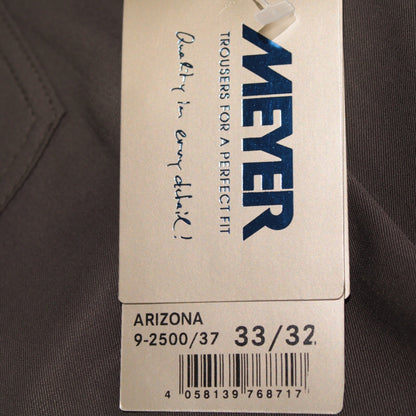 MEYER
TROUSERS FOR A PERFECT FIT
Quality in every detail!
ARIZONA
9-2500/37 33/32
4 058139 768717